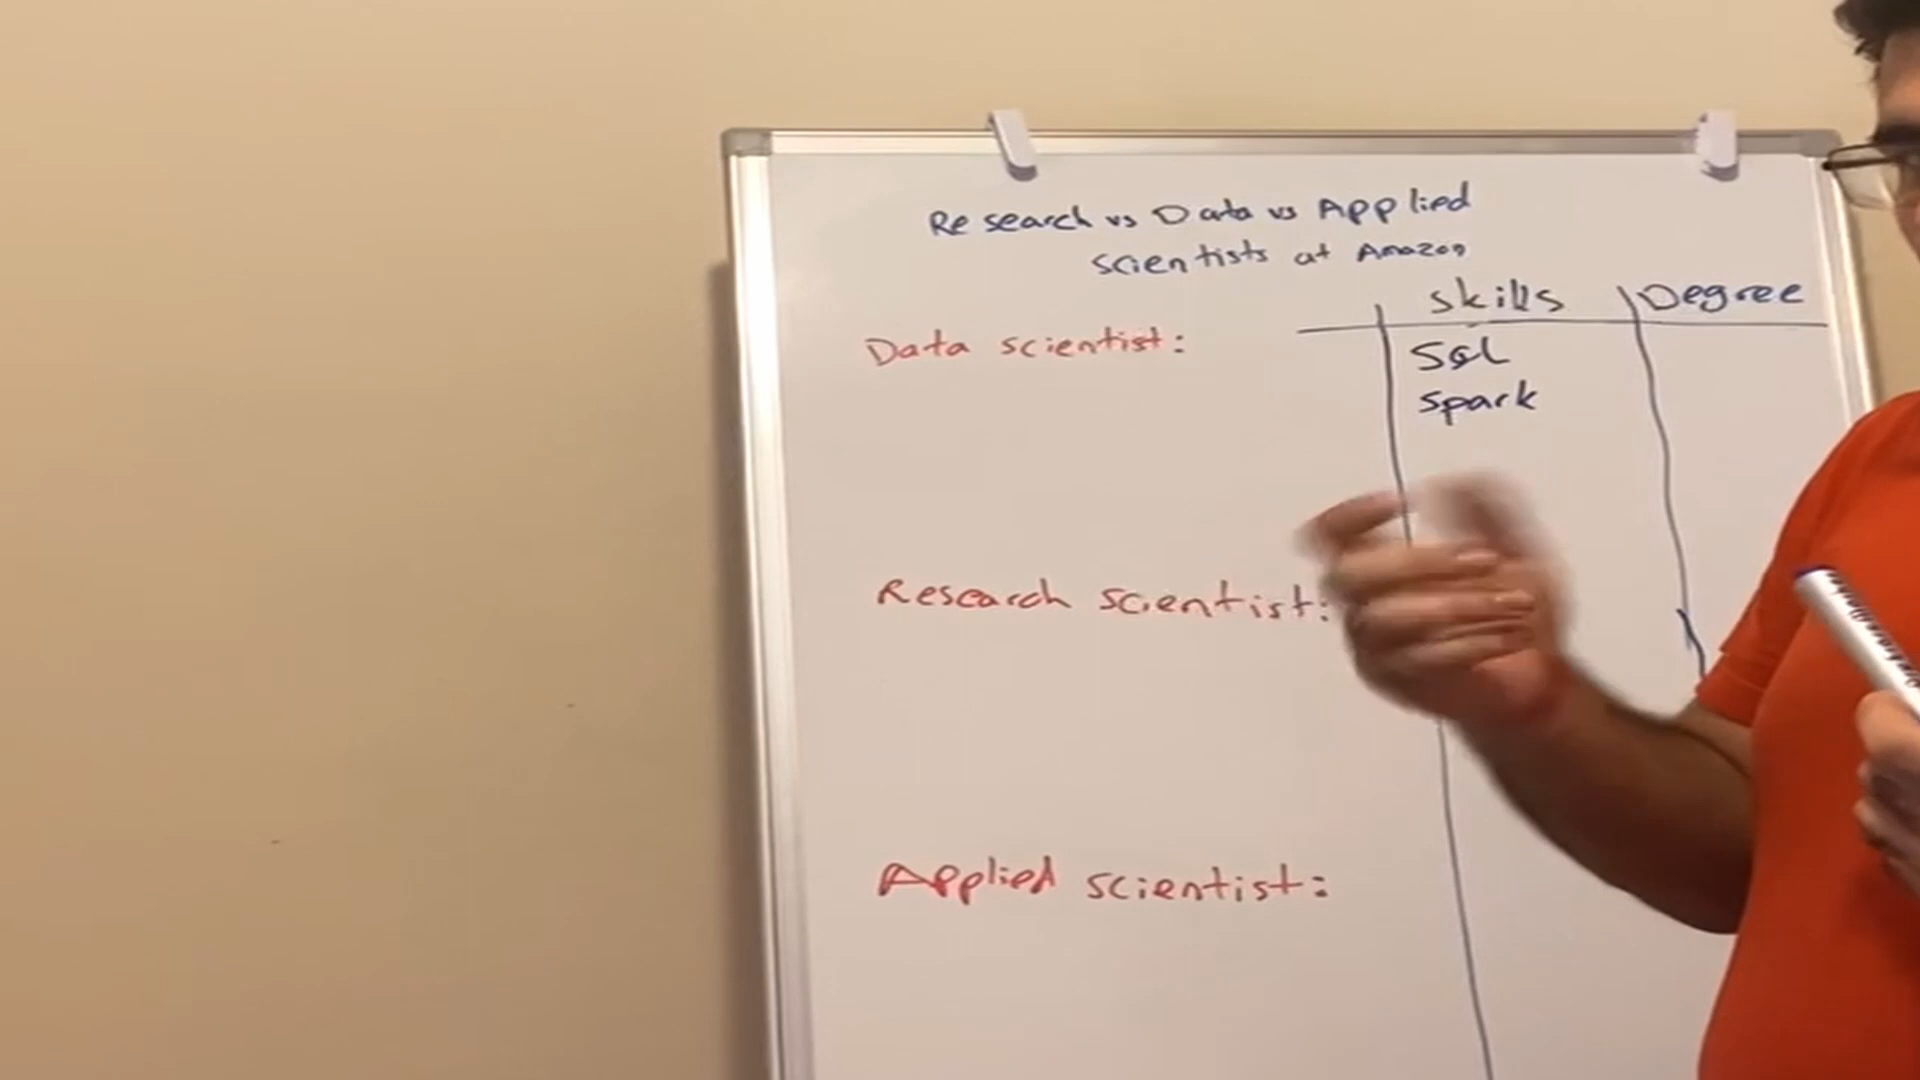 Research vs Data vs Applied
scientists at Amazon
skills Degree
Data scientist:
SQL
spark
Research scientist:
Applied scientist: